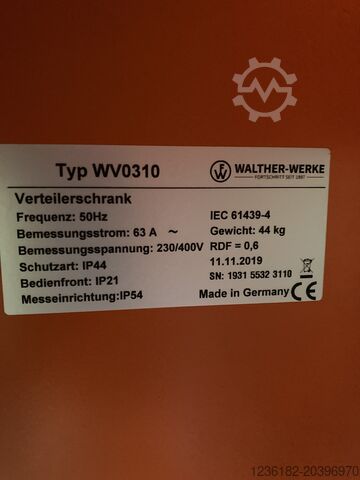 Typ WV0310
WALTHER-WERKE
FORTSCHRITT SEIT 1897
Verteilerschrank
Frequenz: 50Hz
IEC 61439-4
Bemessungsstrom: 63 A ~
Gewicht: 44 kg
Bemessungsspannung: 230/400V
RDF = 0,6
Schutzart: IP44
11.11.2019
Bedienfront: IP21
SN: 1931 5532 3110
Messeinrichtung:IP54
Made in Germany CE
1236182-20396970